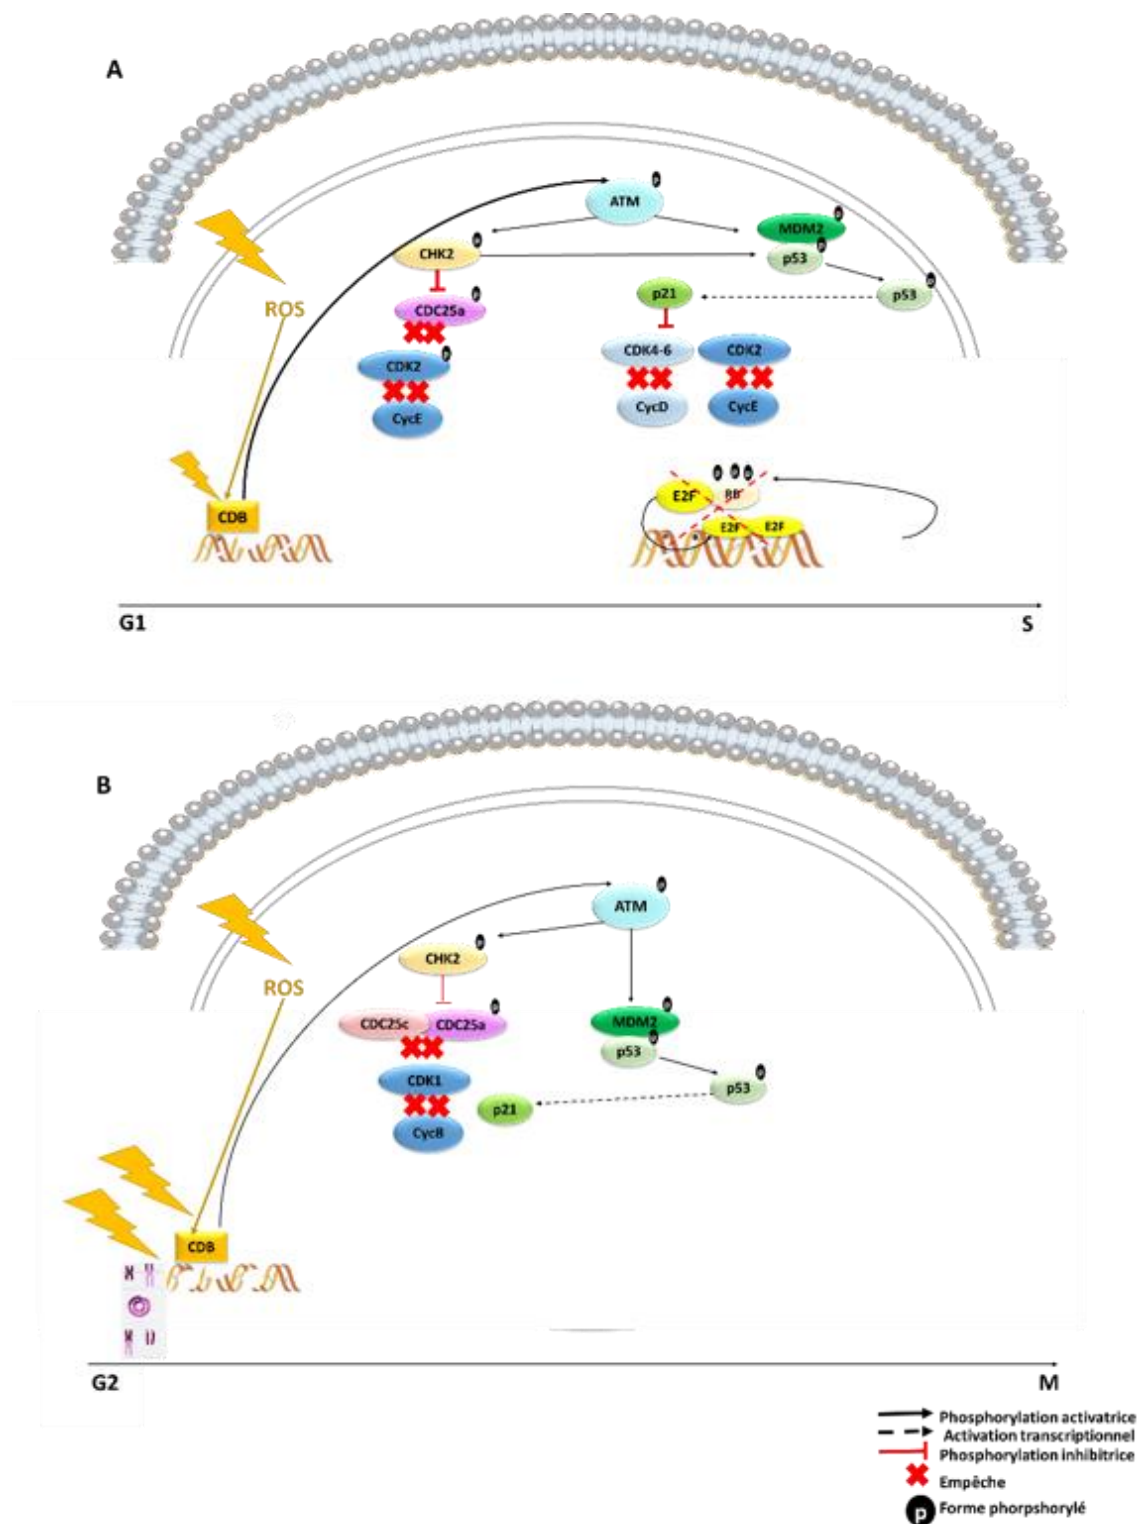 A
P
ATM
P
MDM2
P
P
CHK2
p53
P
p53
ROS
P
CDC25a
p21
P
CDK2
CDK4-6
CDK2
CycE
CycD
CycE
P P P
E2F
RB
CDB
E2F
E2F
G1
S
B
P
ATM
P
CHK2
ROS
P
P
CDC25c
CDC25a
MDM2
P
p53
P
CDK1
p53
p21
CycB
CDB
G2
M
Phosphorylation activatrice
Activation transcriptionnel
Phosphorylation inhibitrice
Empêche
p
Forme phorpshorylé